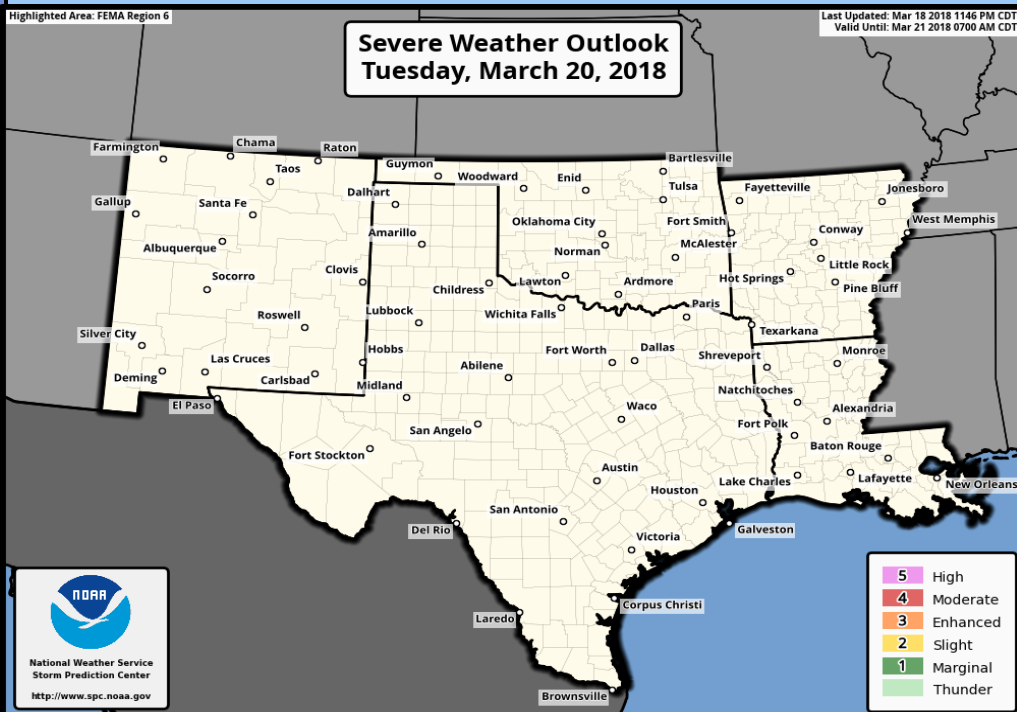 Highlighted Area: FEMA Region 6
Last Updated: Mar 18 2018 1146 PM CDT
Valid Until: Mar 21 2018 0700 AM CDT
Severe Weather Outlook
Tuesday, March 20, 2018
Farmington
Chama
Raton
Taos
Guymon
Woodward
Enid
Bartlesville
Tulsa
Fayetteville
Jonesboro
Gallup
Santa Fe
Dalhart
Oklahoma City
Fort Smith
West Memphis
Albuquerque
Amarillo
Norman
McAlester
Conway
Socorro
Clovis
Childress
Lawton
Ardmore
Hot Springs
Little Rock
Pine Bluff
Roswell
Lubbock
Wichita Falls
Paris
Texarkana
Silver City
Las Cruces
Hobbs
Abilene
Fort Worth
Dallas
Shreveport
Monroe
Deming
Carlsbad
Midland
Natchitoches
El Paso
San Angelo
Waco
Fort Polk
Alexandria
Fort Stockton
Baton Rouge
Austin
Houston
Lake Charles
Lafayette
New Orleans
Del Rio
San Antonio
Victoria
Galveston
Laredo
Corpus Christi
Brownsville
NOAA
National Weather Service
Storm Prediction Center
http://www.spc.noaa.gov
5 High
4 Moderate
3 Enhanced
2 Slight
1 Marginal
Thunder